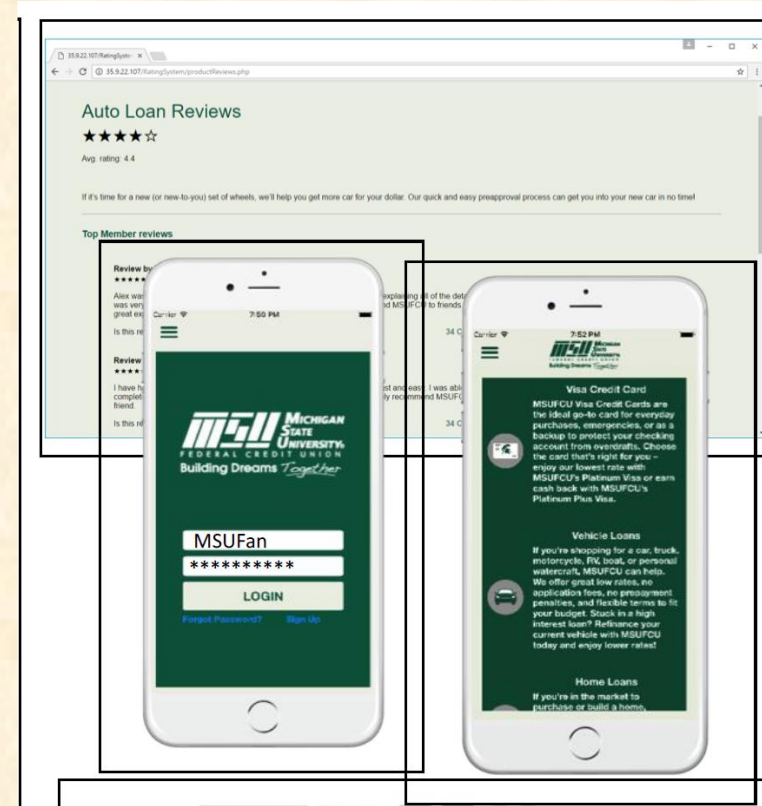 35.9.22.107/RatingSyste
35.9.22.107/RatingSystem/productReviews.php
Auto Loan Reviews
★★★★☆
Avg. rating: 4.4
If it's time for a new (or new-to-you) set of wheels, we'll help you get more car for your dollar. Our quick and easy preapproval process can get you into your new car in no time!
Top Member reviews
Review by
Alex was explaining all of the
was very MSUFCU to friends
great
Is this 34
Review
I have and easy. I was
recommend
friend.
Is this 34
Carrier 7:50 PM
MSU MICHIGAN
STATE
UNIVERSITY
FEDERAL CREDIT UNION
Building Dreams Together
MSUFan
**********
LOGIN
Forgot Password? Sign Up
Carrier 7:52 PM
MSU MICHIGAN
STATE
UNIVERSITY
FEDERAL CREDIT UNION
Building Dreams Together
Visa Credit Card
MSUFCU Visa Credit Cards are
the ideal go-to card for everyday
purchases, emergencies, or as a
backup to protect your checking
account from overdrafts. Choose
the card that's right for you –
enjoy our lowest rate with
MSUFCU's Platinum Visa or earn
cash back with MSUFCU's
Platinum Plus Visa.
Vehicle Loans
If you're shopping for a car, truck,
motorcycle, RV, boat, or personal
watercraft, MSUFCU can help.
We offer great low rates, no
application fees, no prepayment
penalties, and flexible terms to fit
your budget. Stuck in a high
interest loan? Refinance your
current vehicle with MSUFCU
today and enjoy lower rates!
Home Loans
If you're in the market to
purchase or build a home,